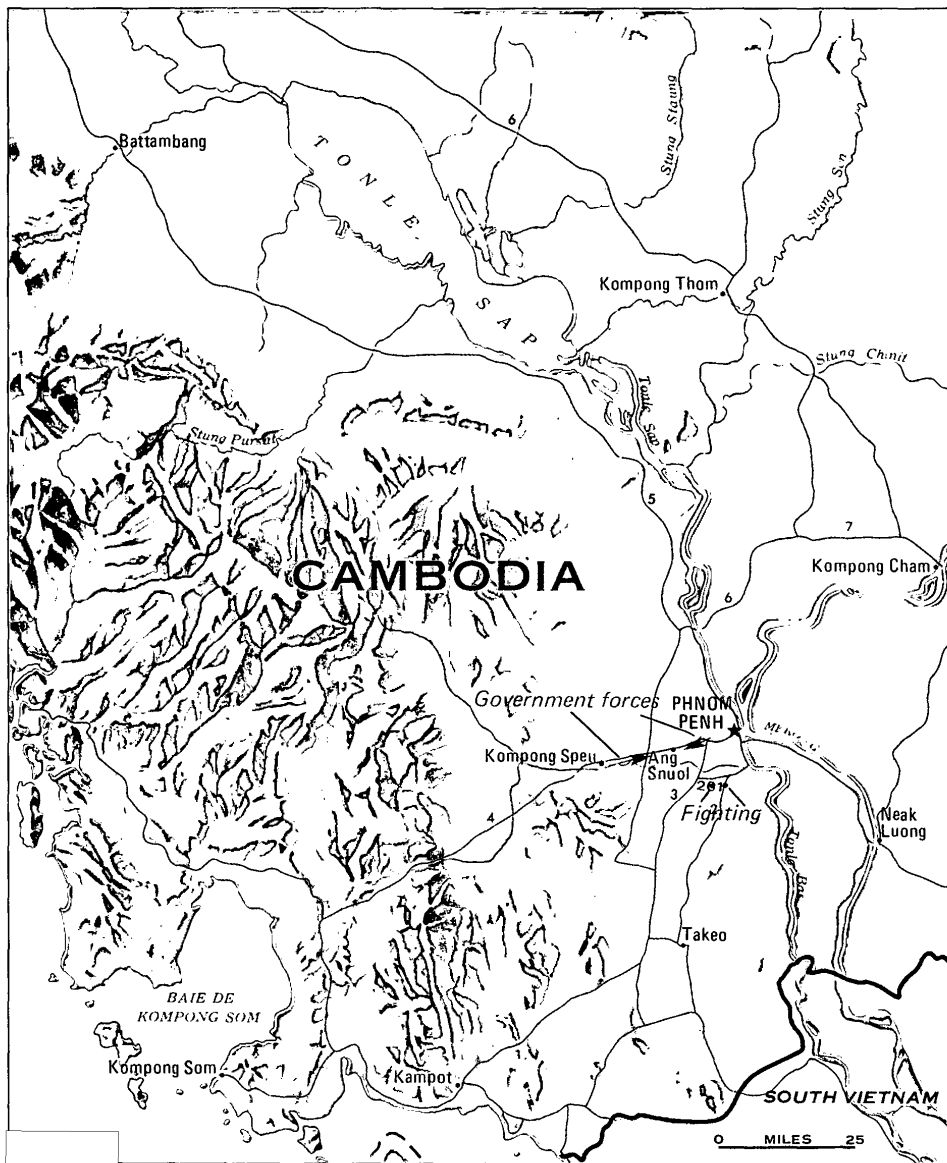 Battambang
TONLE SAP
6
Stung Staung
Stung Sen
Kompong Thom
Stung Chinit
Tonle Sap
Stung Pursat
5
7
Kompong Cham
CAMBODIA
6
Government forces
PHNOM
PENH
MEKONG
Kompong Speu
Ang
Snuol
3
201
2
Fighting
4
Neak
Luong
Takeo
BAIE DE
KOMPONG SOM
Kompong Som
Kampot
SOUTH VIETNAM
0 MILES 25